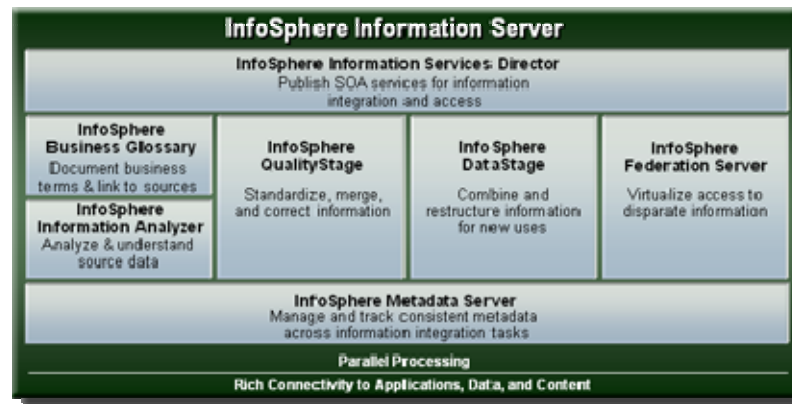 InfoSphere Information Server
InfoSphere Information Services Director
Publish SOA services for information
integration and access
InfoSphere
Business Glossary
Document business
terms & link to sources
InfoSphere
Information Analyzer
Analyze & understand
source data
InfoSphere
QualityStage
Standardize, merge,
and correct information
InfoSphere
DataStage
Combine and
restructure information
for new uses
InfoSphere
Federation Server
Virtualize access to
disparate information
InfoSphere Metadata Server
Manage and track consistent metadata
across information integration tasks
Parallel Processing
Rich Connectivity to Applications, Data, and Content